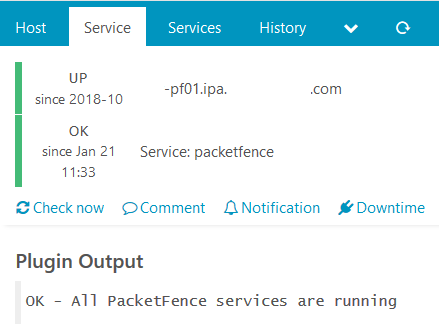 Host Service Services History
UP
since 2018-10
-pf01.ipa. .com
OK
since Jan 21
11:33
Service: packetfence
Check now Comment Notification Downtime
Plugin Output
OK - All PacketFence services are running